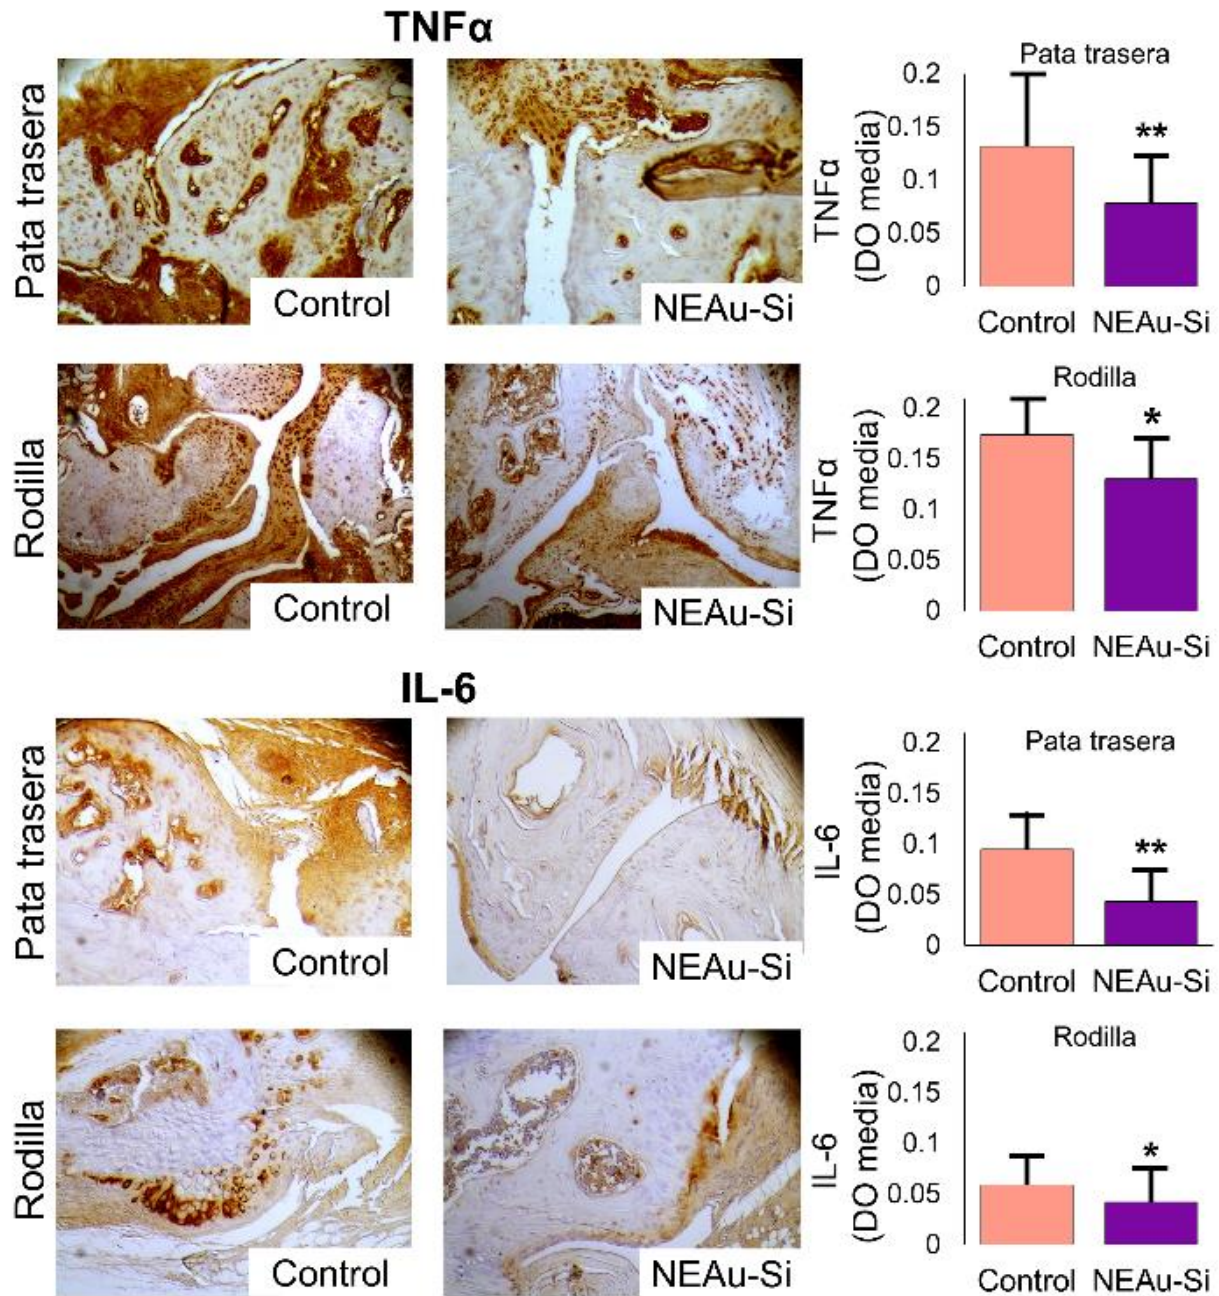 TNFα
Pata trasera
Control
NEAu-Si
Pata trasera
TNFα
(DO media)
0.2
0.15
**
0.1
0.05
0
Control NEAu-Si
Rodilla
Control
NEAu-Si
Rodilla
TNFα
(DO media)
0.2
*
0.15
0.1
0.05
0
Control NEAu-Si
IL-6
Pata trasera
Control
NEAu-Si
Pata trasera
IL-6
(DO media)
0.2
0.15
0.1
**
0.05
0
Control NEAu-Si
Rodilla
Control
NEAu-Si
Rodilla
IL-6
(DO media)
0.2
0.15
0.1
*
0.05
0
Control NEAu-Si